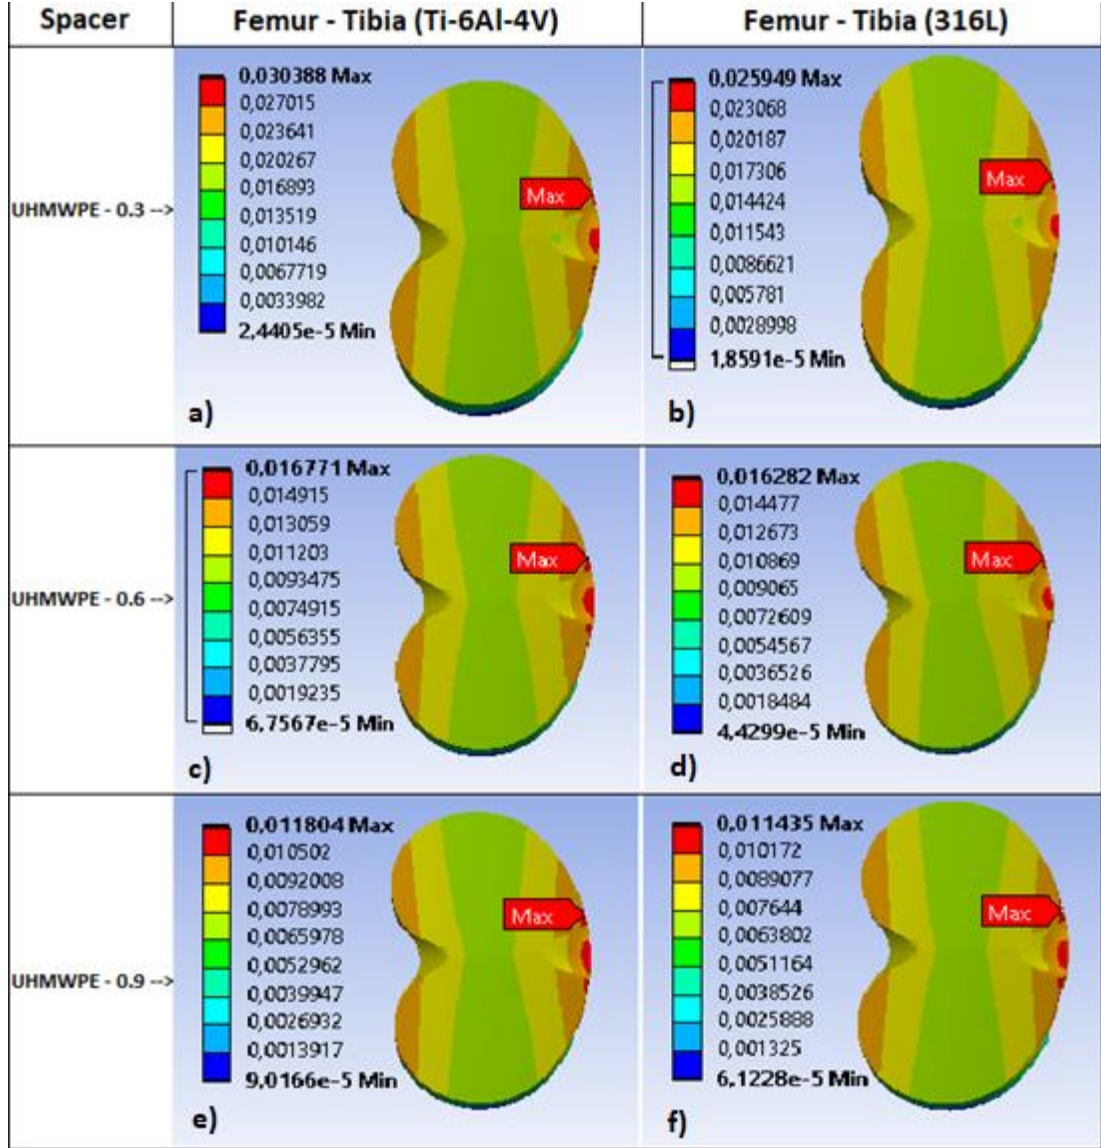 Spacer
Femur - Tibia (Ti-6Al-4V)
Femur - Tibia (316L)
UHMWPE - 0.3 -->
0,030388 Max
0,027015
0,023641
0,020267
0,016893
0,013519
0,010146
0,0067719
0,0033982
2,4405e-5 Min
Max
a)
0,025949 Max
0,023068
0,020187
0,017306
0,014424
0,011543
0,0086621
0,005781
0,0028998
1,8591e-5 Min
Max
b)
UHMWPE - 0.6 -->
0,016771 Max
0,014915
0,013059
0,011203
0,0093475
0,0074915
0,0056355
0,0037795
0,0019235
6,7567e-5 Min
Max
c)
0,016282 Max
0,014477
0,012673
0,010869
0,009065
0,0072609
0,0054567
0,0036526
0,0018484
4,4299e-5 Min
Max
d)
UHMWPE - 0.9 -->
0,011804 Max
0,010502
0,0092008
0,0078993
0,0065978
0,0052962
0,0039947
0,0026932
0,0013917
9,0166e-5 Min
Max
e)
0,011435 Max
0,010172
0,0089077
0,007644
0,0063802
0,0051164
0,0038526
0,0025888
0,001325
6,1228e-5 Min
Max
f)